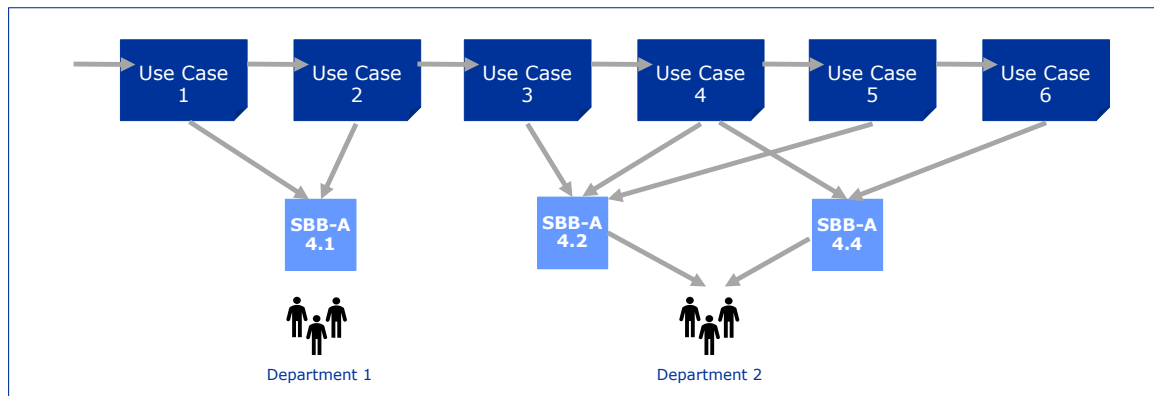 Use Case
1
Use Case
2
Use Case
3
Use Case
4
Use Case
5
Use Case
6
SBB-A
4.1
SBB-A
4.2
SBB-A
4.4
Department 1
Department 2